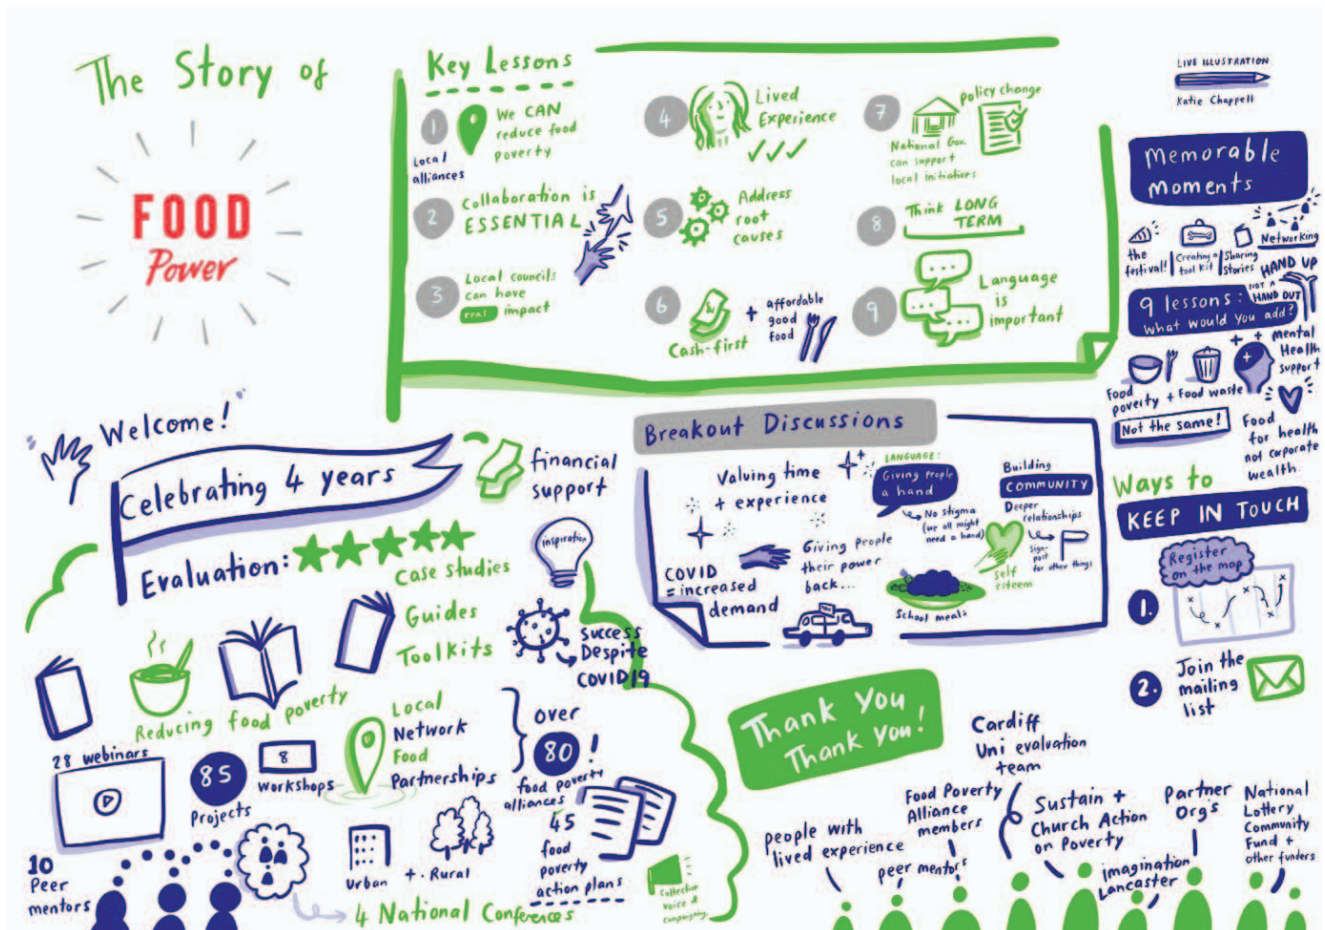 The Story of
FOOD
Power
Key Lessons
1
We CAN
reduce food
poverty
Local
alliances
2
Collaboration is
ESSENTIAL
3
Local councils
can have
real impact
4
Lived
Experience
5
Address
root
causes
6
Cash-first
+ affordable
good
food
7
policy change
National Gov.
can support
local initiatives
8.
Think LONG
TERM
9
Language
is
important
LIVE ILLUSTRATION
Katie Chappell
Memorable
Moments
the
festival!
Creating a
tool kit
Sharing
Stories
Networking
HAND UP
NOT A
HAND OUT
9 lessons:
What would you add?
Food
poverty + Food waste
Not the same!
+ + mental
Health
support
Food
for health
not corporate
wealth.
Ways to
KEEP IN TOUCH
1.
Register
on the map
2.
Join the
mailing
list
Welcome!
Celebrating 4 years
financial
support
Evaluation:
inspiration
Case Studies
Guides
Toolkits
Success
Despite
COVID19
Reducing food poverty
28 webinars
85
Projects
8
Workshops
Local
Network
Food
Partnerships
over
80!
food poverty
alliances
45
food
poverty
action plans
10
Peer
mentors
Urban + Rural
4 National Conferences
Collective
Voice &
Campaigning
Breakout Discussions
Valuing time
+ experience
COVID
= increased
demand
Giving People
their power
back...
LANGUAGE:
Giving people
a hand
No stigma
(we all might
need a hand)
School meals
Building
COMMUNITY
Deeper
relationships
Sign-
post
for other things
Self
esteem
Thank You
Thank You!
people with
lived experience
peer mentors
Food Poverty
Alliance
members
Cardiff
Uni evaluation
team
Sustain +
Church Action
on Poverty
imagination
Lancaster
Partner
Org's
National
Lottery
Community
Fund +
other funders